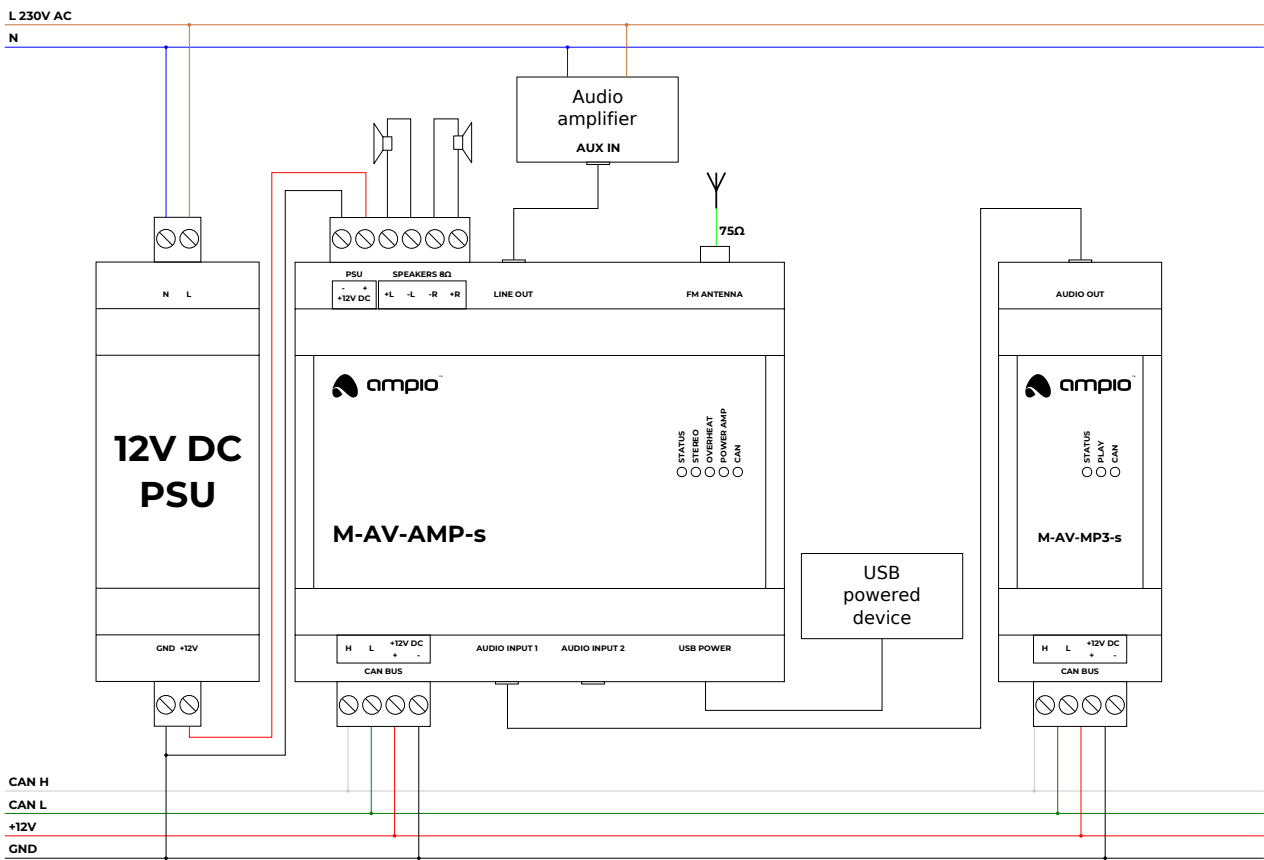 L 230V AC
N
Audio
amplifier
AUX IN
75Ω
N L
PSU
- +
+12V DC
SPEAKERS 8Ω
+L -L -R +R
LINE OUT
FM ANTENNA
AUDIO OUT
ampio™
ampio™
12V DC
PSU
STATUS
STEREO
OVERHEAT
POWER AMP
CAN
STATUS
PLAY
CAN
M-AV-AMP-s
M-AV-MP3-s
USB
powered
device
GND +12V
H L +12V DC
+ -
CAN BUS
AUDIO INPUT 1
AUDIO INPUT 2
USB POWER
H L +12V DC
+ -
CAN BUS
CAN H
CAN L
+12V
GND